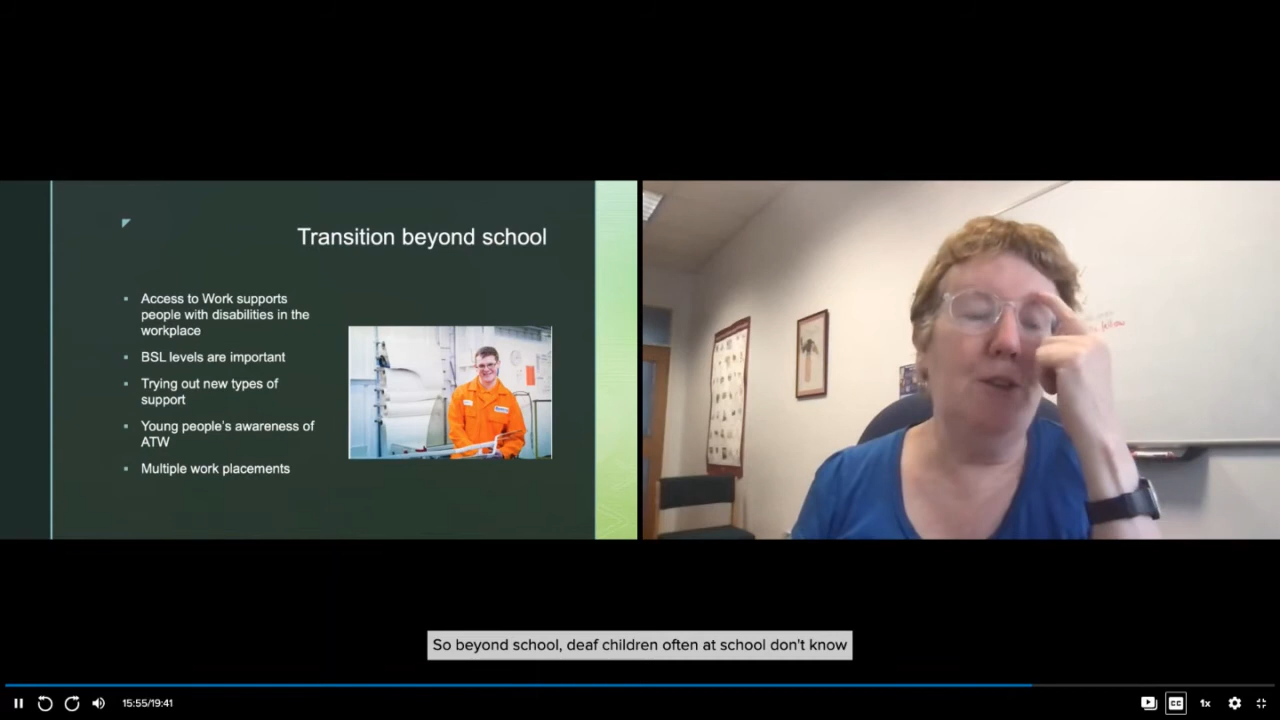 Transition beyond school
▪ Access to Work supports
people with disabilities in the
workplace
▪ BSL levels are important
▪ Trying out new types of
support
▪ Young people's awareness of
ATW
▪ Multiple work placements
So beyond school, deaf children often at school don't know
15:55/19:41
CC
1x